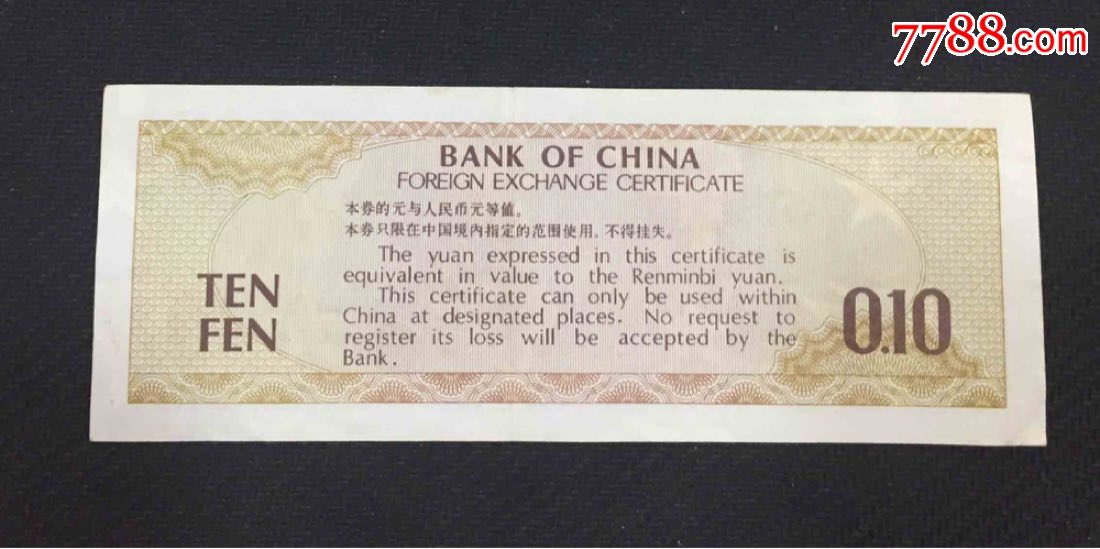 7788.com
BANK OF CHINA
FOREIGN EXCHANGE CERTIFICATE
本券的元与人民币元等值。
本券只限在中国境内指定的范围使用,不得挂失。
The yuan expressed in this certificate is
equivalent in value to the Renminbi yuan.
This certificate can only be used within
China at designated places. No request to
register its loss will be accepted by the
Bank.
TEN
FEN
0.10